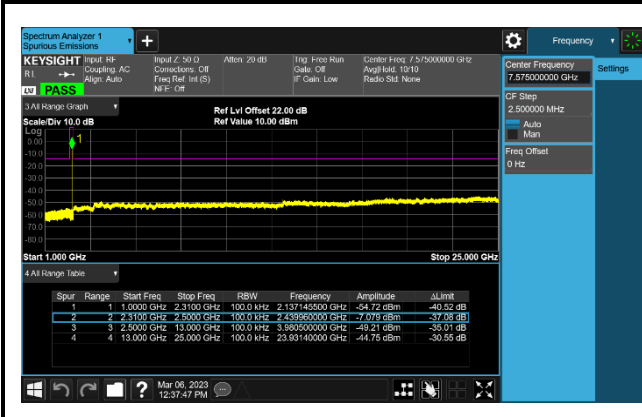 Spectrum Analyzer 1
Spurious Emissions
Frequency
KEYSIGHT
Input: RF
Input Z: 50 Ω
Atten: 20 dB
Trig: Free Run
Center Freq: 7.575000000 GHz
R L
Coupling: AC
Corrections: Off
Gate: Off
Avg|Hold: 10/10
Align: Auto
Freq Ref: Int (S)
IF Gain: Low
Radio Std: None
LNI
PASS
NFE: Off
Center Frequency
7.575000000 GHz
Settings
CF Step
2.500000 MHz
Auto
Man
Freq Offset
0 Hz
3 All Range Graph
Ref Lvl Offset 22.00 dB
Scale/Div 10.0 dB
Ref Value 10.00 dBm
Log
1
0.00
-10.0
-20.0
-30.0
-40.0
-50.0
-60.0
-70.0
-80.0
Start 1.000 GHz
Stop 25.000 GHz
4 All Range Table
Spur Range Start Freq Stop Freq RBW Frequency Amplitude ΔLimit
1 1 1.0000 GHz 2.3100 GHz 100.0 kHz 2.137145500 GHz -54.72 dBm -40.52 dB
2 2 2.3100 GHz 2.5000 GHz 100.0 kHz 2.439960000 GHz -7.079 dBm -37.08 dB
3 3 2.5000 GHz 13.000 GHz 100.0 kHz 3.980500000 GHz -49.21 dBm -35.01 dB
4 4 13.000 GHz 25.000 GHz 100.0 kHz 23.93140000 GHz -44.75 dBm -30.55 dB
Mar 06, 2023
12:37:47 PM